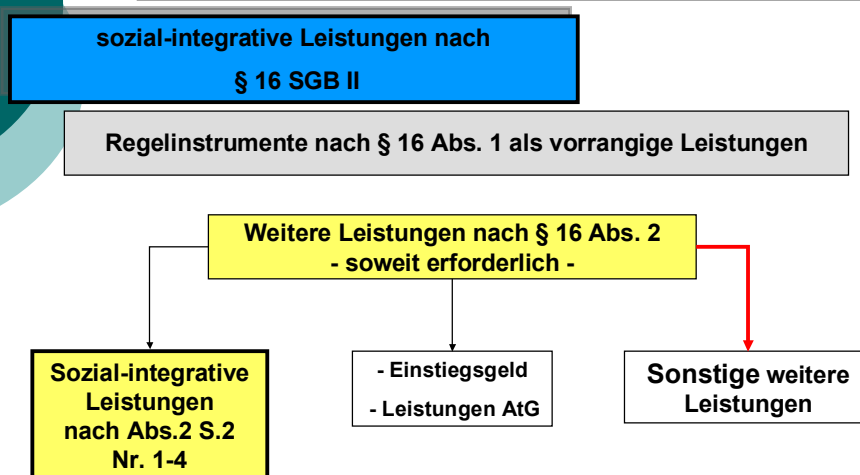 sozial-integrative Leistungen nach
§ 16 SGB II
Regelinstrumente nach § 16 Abs. 1 als vorrangige Leistungen
Weitere Leistungen nach § 16 Abs. 2
- soweit erforderlich -
Sozial-integrative
Leistungen
nach Abs.2 S.2
Nr. 1-4
- Einstiegsgeld
- Leistungen AtG
Sonstige weitere
Leistungen